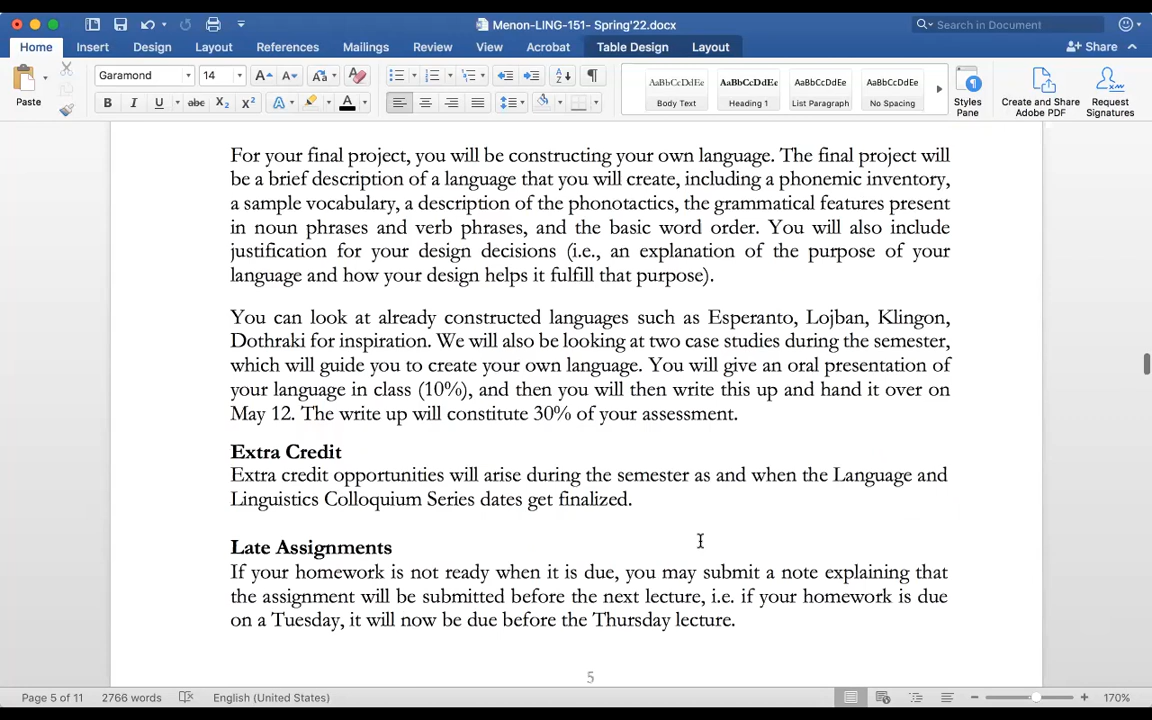 Menon-LING-151- Spring'22.docx
Search in Document
Home Insert Design Layout References Mailings Review View Acrobat Table Design Layout Share
Paste Garamond 14
AaBbCcDdEe AaBbCcDdEe AaBbCcDdEe AaBbCcDdEe
Body Text Heading 1 List Paragraph No Spacing
Styles Pane
Create and Share Adobe PDF
Request Signatures
For your final project, you will be constructing your own language. The final project will
be a brief description of a language that you will create, including a phonemic inventory,
a sample vocabulary, a description of the phonotactics, the grammatical features present
in noun phrases and verb phrases, and the basic word order. You will also include
justification for your design decisions (i.e., an explanation of the purpose of your
language and how your design helps it fulfill that purpose).
You can look at already constructed languages such as Esperanto, Lojban, Klingon,
Dothraki for inspiration. We will also be looking at two case studies during the semester,
which will guide you to create your own language. You will give an oral presentation of
your language in class (10%), and then you will then write this up and hand it over on
May 12. The write up will constitute 30% of your assessment.
Extra Credit
Extra credit opportunities will arise during the semester as and when the Language and
Linguistics Colloquium Series dates get finalized.
Late Assignments
If your homework is not ready when it is due, you may submit a note explaining that
the assignment will be submitted before the next lecture, i.e. if your homework is due
on a Tuesday, it will now be due before the Thursday lecture.
5
Page 5 of 11 2766 words English (United States) 170%